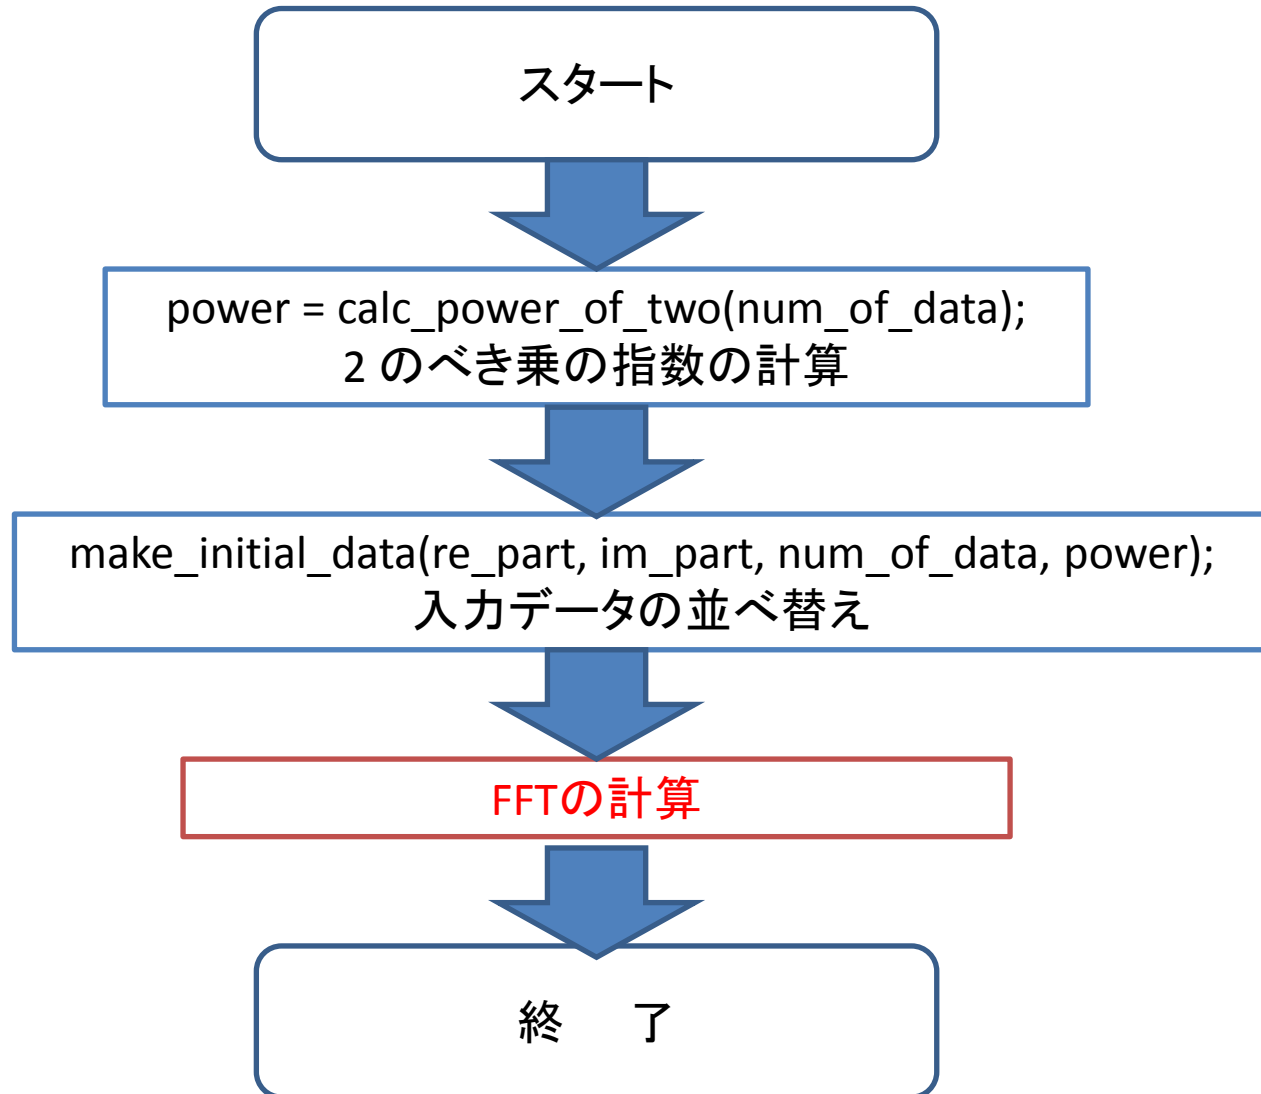 スタート
power = calc_power_of_two(num_of_data);
2 のべき乗の指数の計算
make_initial_data(re_part, im_part, num_of_data, power);
入力データの並べ替え
FFTの計算
終　了